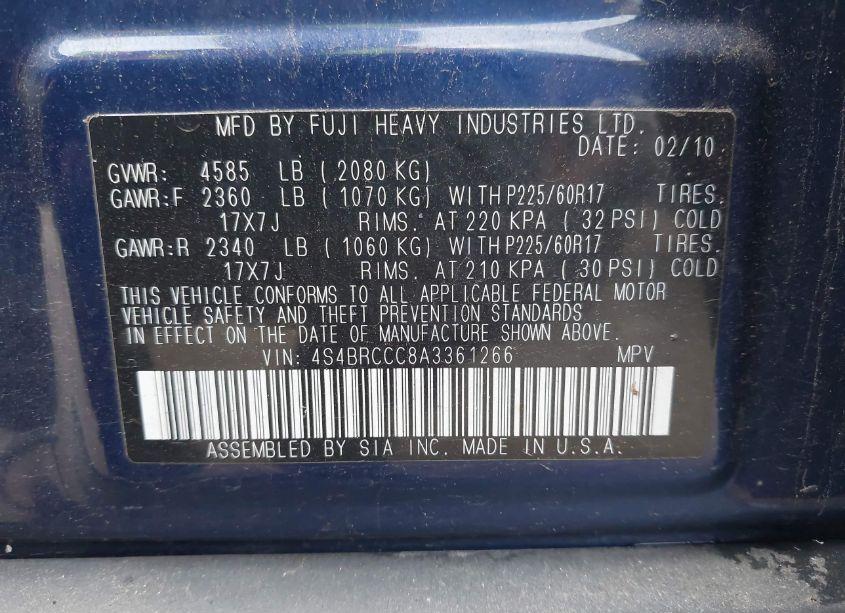 MFD BY FUJI HEAVY INDUSTRIES LTD.
DATE: 02/10
GVWR: 4585 LB ( 2080 KG)
GAWR:F 2360 LB ( 1070 KG) WITH P225/60R17 TIRES.
17X7J RIMS. AT 220 KPA ( 32 PSI) COLD
GAWR:R 2340 LB ( 1060 KG) WITH P225/60R17 TIRES.
17X7J RIMS. AT 210 KPA ( 30 PSI) COLD
THIS VEHICLE CONFORMS TO ALL APPLICABLE FEDERAL MOTOR
VEHICLE SAFETY AND THEFT PREVENTION STANDARDS
IN EFFECT ON THE DATE OF MANUFACTURE SHOWN ABOVE.
VIN: 4S4BRCCC8A3361266 MPV
ASSEMBLED BY SIA INC. MADE IN U.S.A.